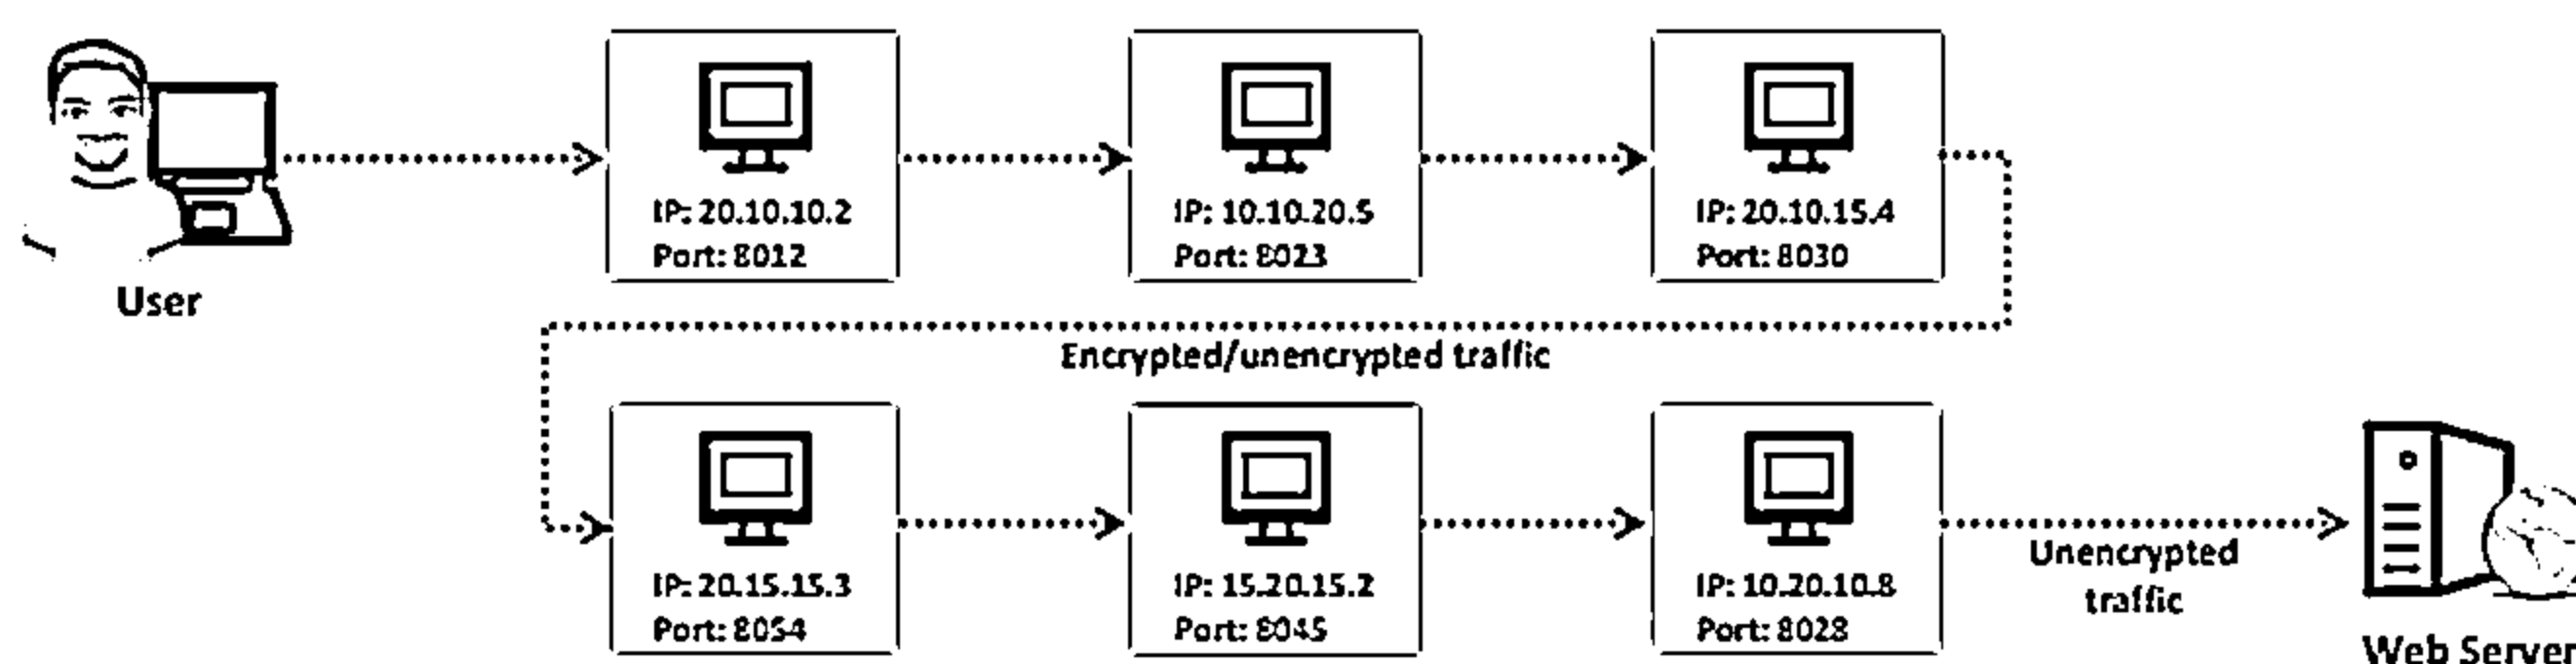 IP: 20.10.10.2
Port: 8012
IP: 10.10.20.5
Port: 8023
IP: 20.10.15.4
Port: 8030
User
Encrypted/unencrypted traffic
IP: 20.15.15.3
Port: 8054
IP: 15.20.15.2
Port: 8045
IP: 10.20.10.8
Port: 8028
Unencrypted
traffic
Web Server